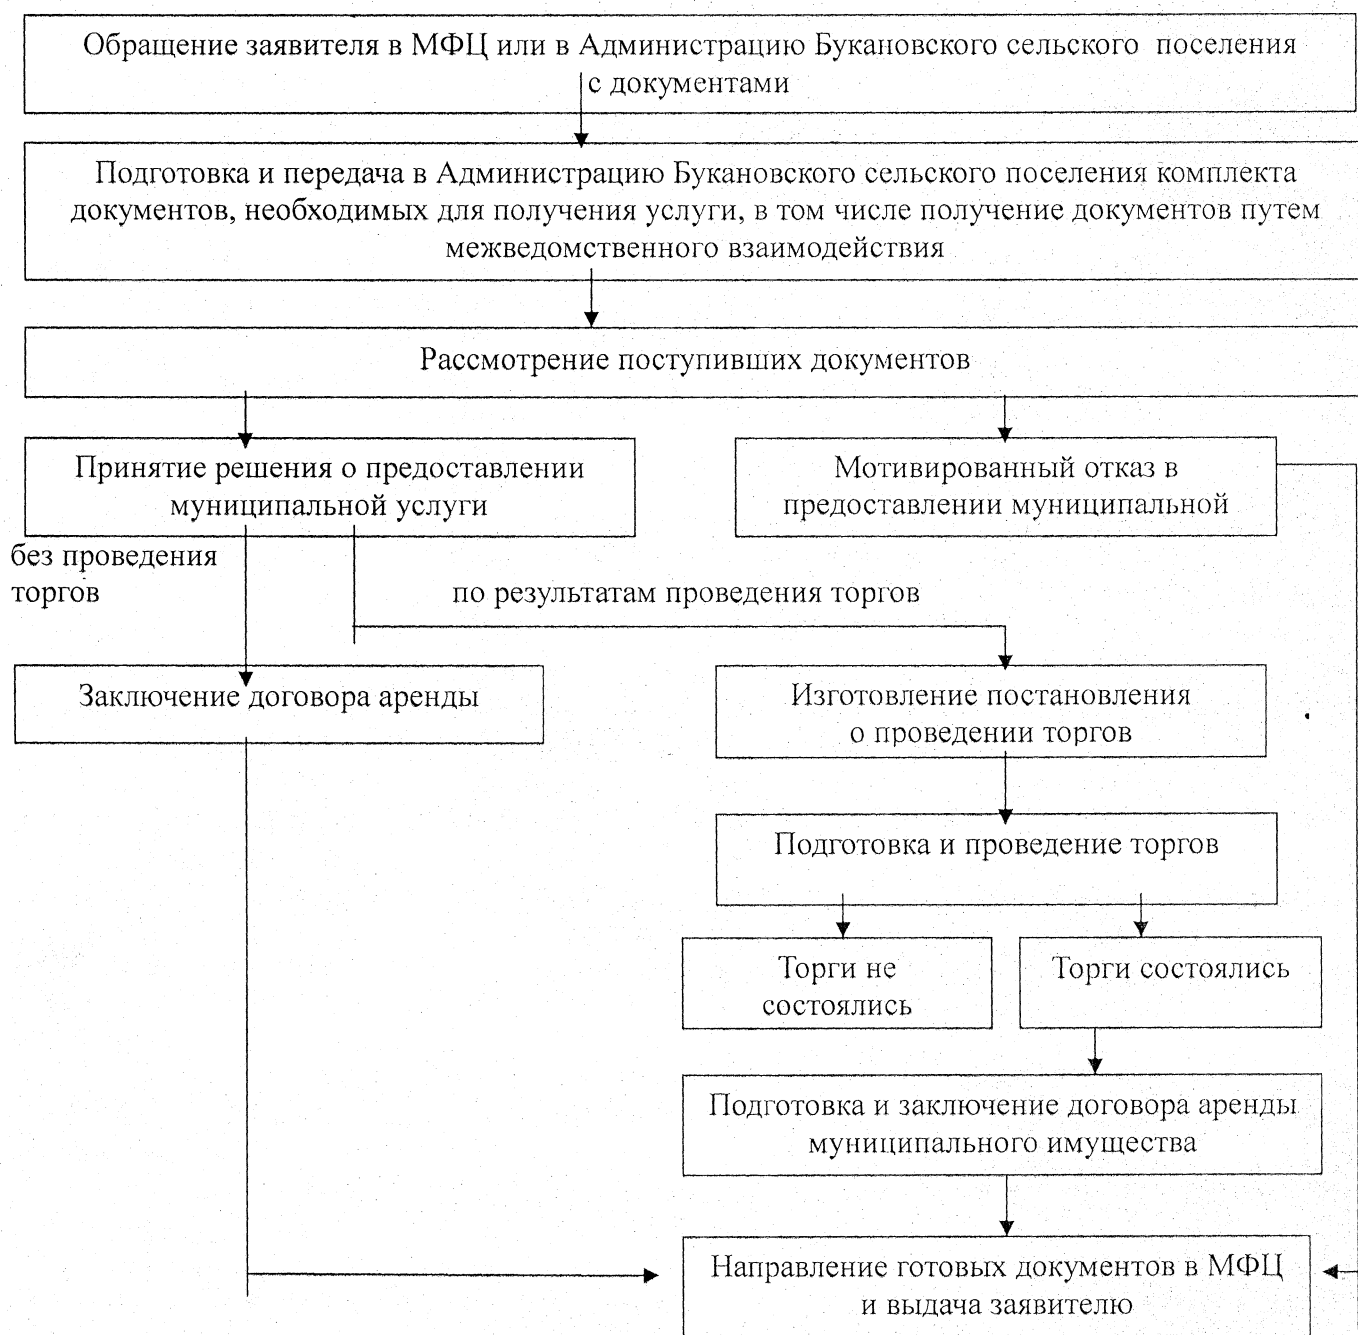 Обращение заявителя в МФЦ или в Администрацию Букановского сельского поселения
с документами
Подготовка и передача в Администрацию Букановского сельского поселения комплекта
документов, необходимых для получения услуги, в том числе получение документов путем
межведомственного взаимодействия
Рассмотрение поступивших документов
Принятие решения о предоставлении
муниципальной услуги
Мотивированный отказ в
предоставлении муниципальной
без проведения
торгов
по результатам проведения торгов
Заключение договора аренды
Изготовление постановления
о проведении торгов
Подготовка и проведение торгов
Торги не
состоялись
Торги состоялись
Подготовка и заключение договора аренды
муниципального имущества
Направление готовых документов в МФЦ
и выдача заявителю